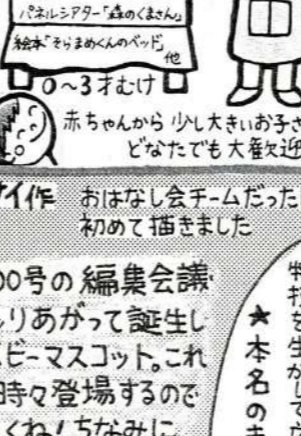 パネルシアター「森のくまさん」
絵本「そらまめくんのベッド」
他
0～3才むけ
赤ちゃんから 少し大きいお子さ
どなたでも大歓迎
サイ作 おはなし会チームだった
初めて描きました
00号の編集会議
りあがって誕生し
ビーマスコット。これ
時々登場するので
くね!ちなみに
★本名の